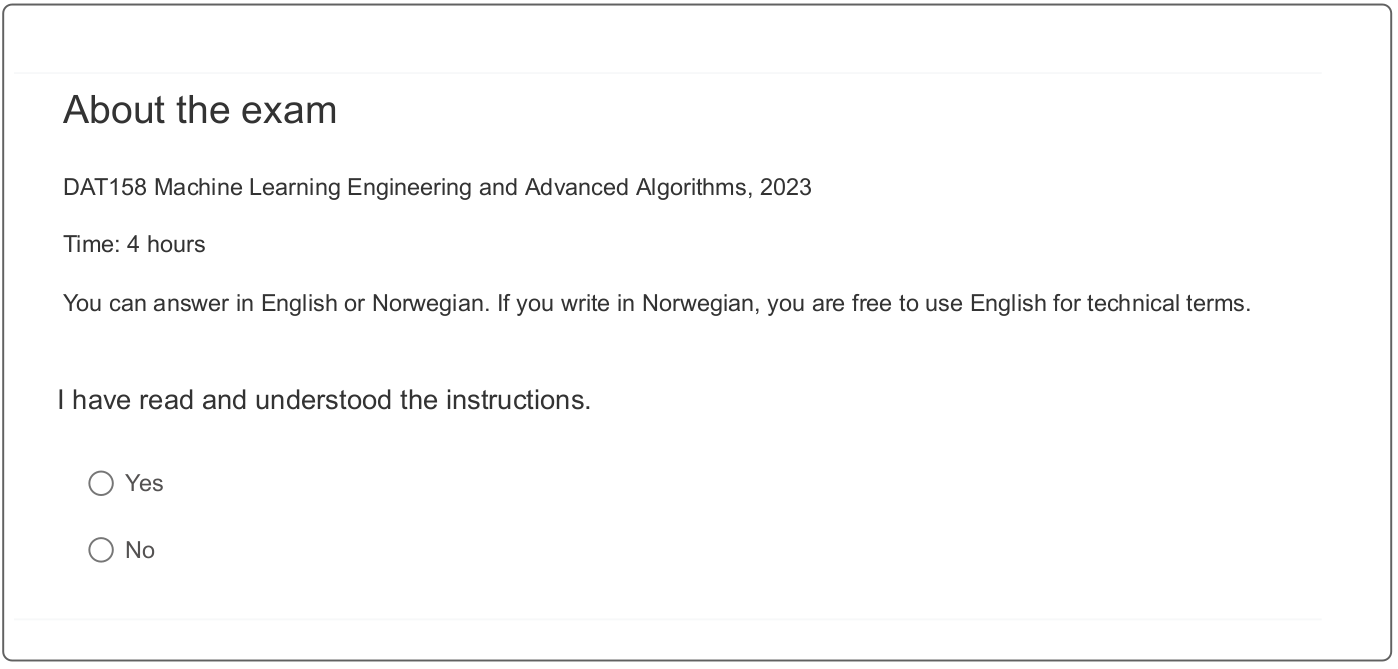 About the exam
DAT158 Machine Learning Engineering and Advanced Algorithms, 2023
Time: 4 hours
You can answer in English or Norwegian. If you write in Norwegian, you are free to use English for technical terms.
I have read and understood the instructions.
Yes
No